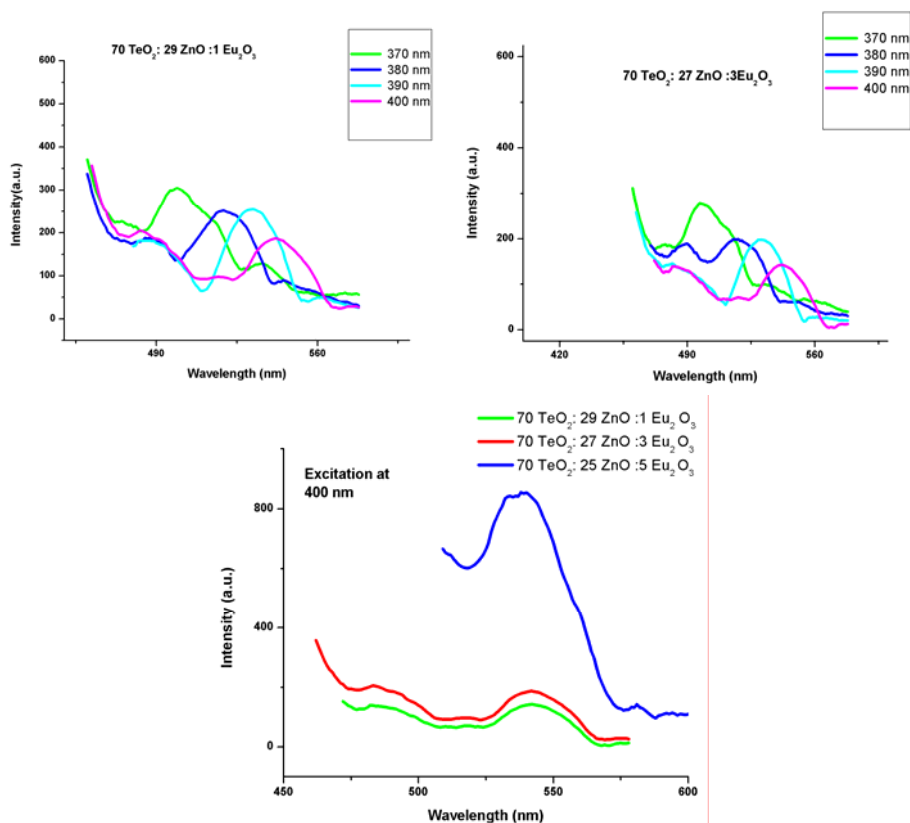 70 TeO₂: 29 ZnO :1 Eu₂O₃
370 nm
380 nm
390 nm
400 nm
600
500
400
300
200
100
0
Intensity(a.u.)
490
560
Wavelength (nm)
70 TeO₂: 27 ZnO :3Eu₂O₃
370 nm
380 nm
390 nm
400 nm
600
400
200
0
Intensity (a.u.)
420
490
560
Wavelength (nm)
70 TeO₂: 29 ZnO :1 Eu₂ O₃
70 TeO₂: 27 ZnO :3 Eu₂ O₃
70 TeO₂: 25 ZnO :5 Eu₂ O₃
Excitation at
400 nm
800
400
0
Intensity (a.u.)
450
500
550
600
Wavelength (nm)